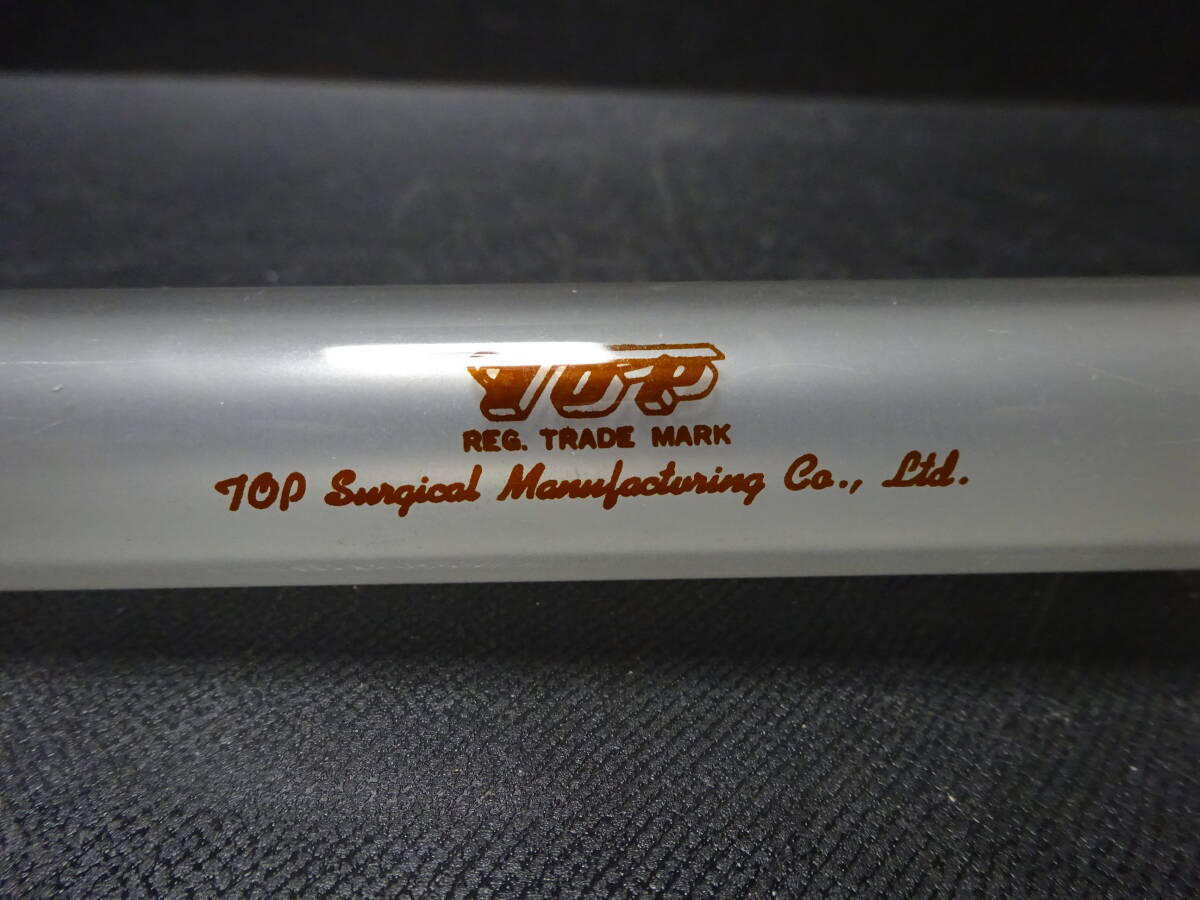 TOP
REG. TRADE MARK
TOP Surgical Manufacturing Co., Ltd.